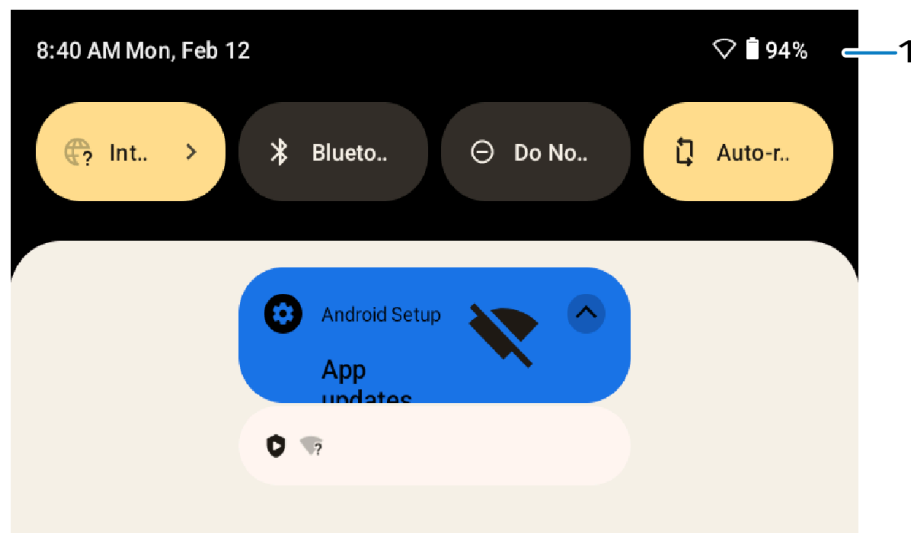 8:40 AM Mon, Feb 12 94% 1
Int.. Blueto.. Do No.. Auto-r..
Android Setup
App
updates